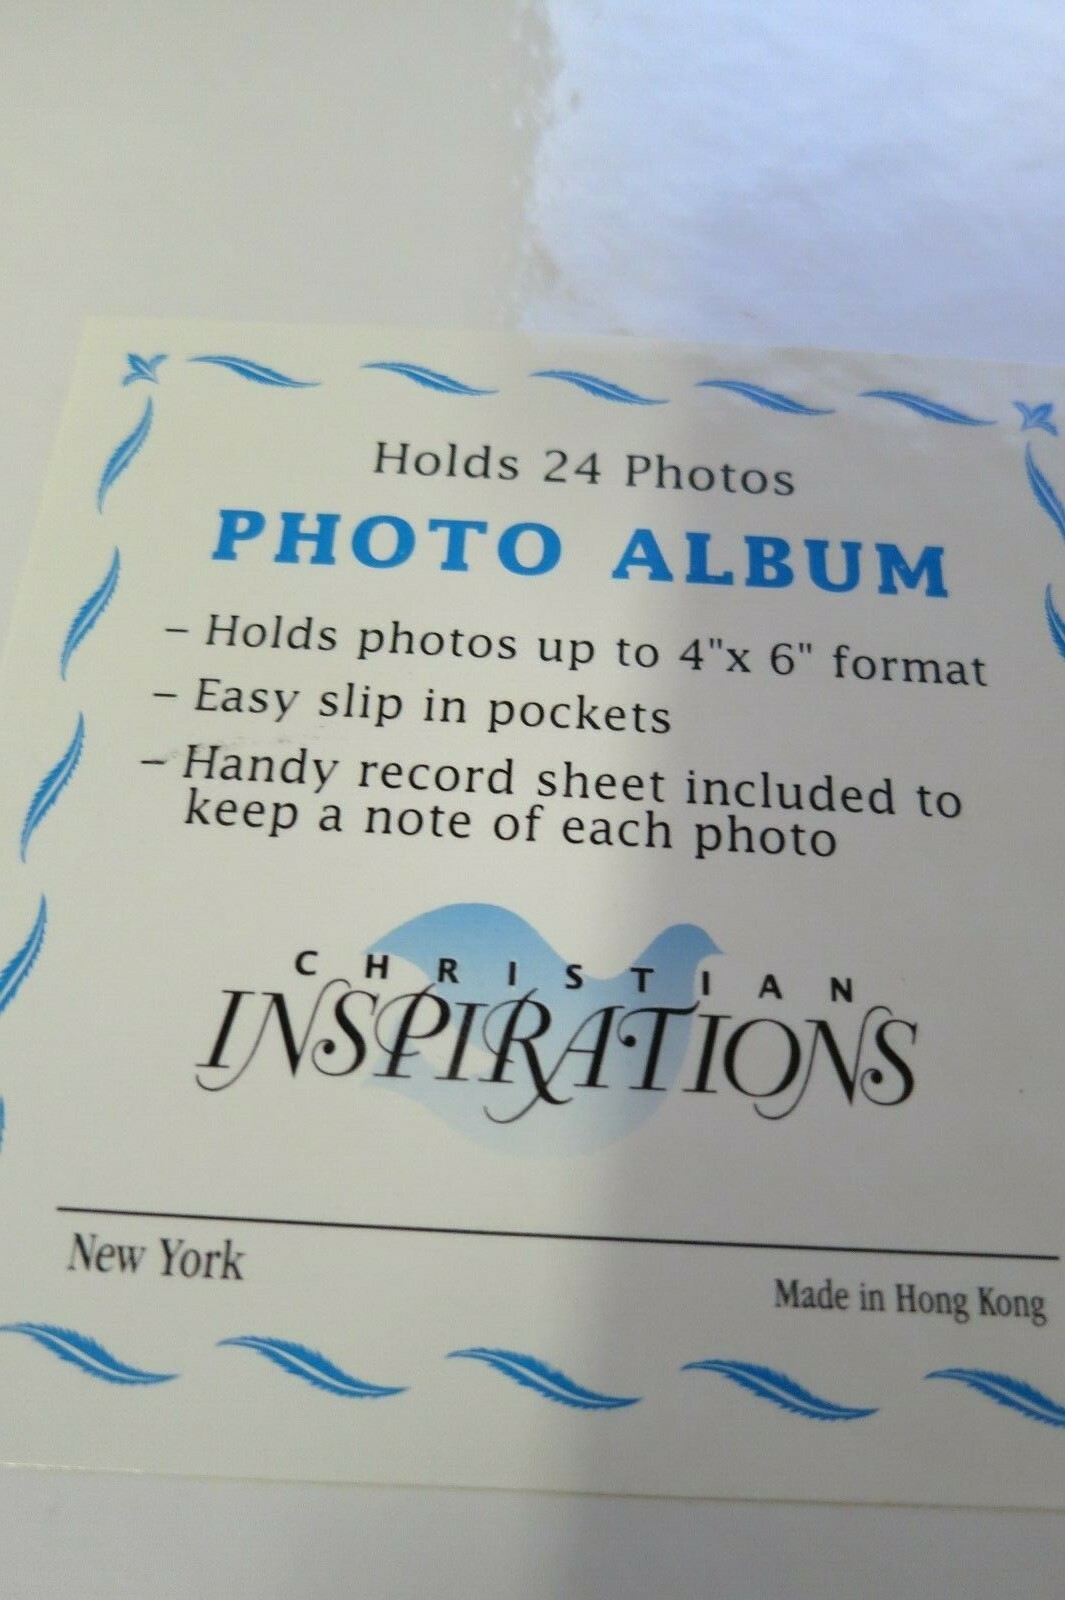 Holds 24 Photos
PHOTO ALBUM
– Holds photos up to 4"x 6" format
– Easy slip in pockets
– Handy record sheet included to
keep a note of each photo
CHRISTIAN
INSPIRATIONS
New York
Made in Hong Kong